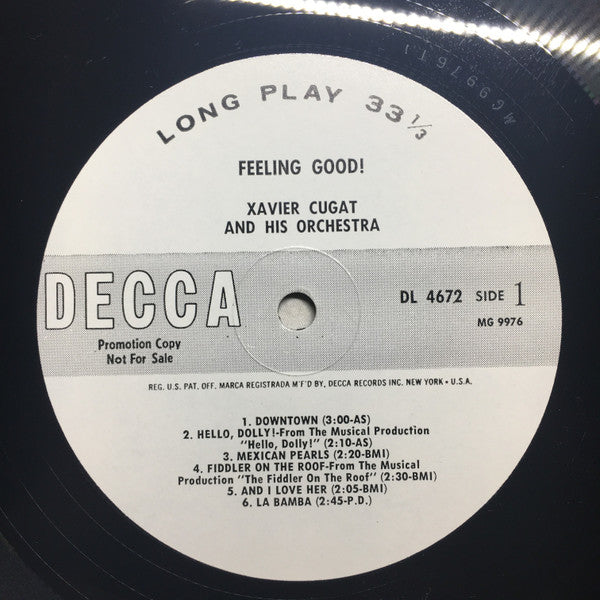 LONG PLAY 33 1/3
FEELING GOOD!
XAVIER CUGAT
AND HIS ORCHESTRA
DECCA
DL 4672 SIDE 1
MG 9976
Promotion Copy
Not For Sale
REG. U.S. PAT. OFF. MARCA REGISTRADA M'F'D BY, DECCA RECORDS INC. NEW YORK • U.S.A.
1. DOWNTOWN (3:00-AS)
2. HELLO, DOLLY!-From The Musical Production
"Hello, Dolly!" (2:10-AS)
3. MEXICAN PEARLS (2:20-BMI)
4. FIDDLER ON THE ROOF-From The Musical
Production "The Fiddler On The Roof" (2:30-BMI)
5. AND I LOVE HER (2:05-BMI)
6. LA BAMBA (2:45-P.D.)